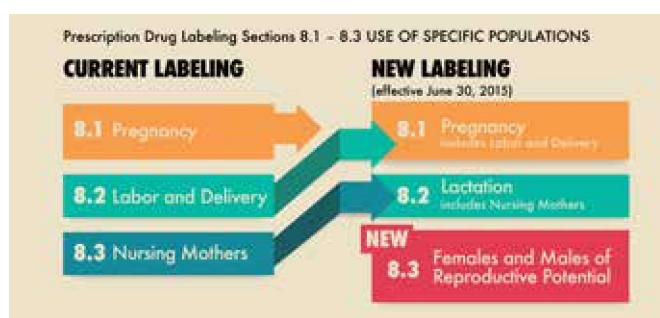 Prescription Drug Labeling Sections 8.1 – 8.3 USE OF SPECIFIC POPULATIONS
CURRENT LABELING
8.1 Pregnancy
8.2 Labor and Delivery
8.3 Nursing Mothers
NEW LABELING
(effective June 30, 2015)
8.1 Pregnancy
includes Labor and Delivery
8.2 Lactation
includes Nursing Mothers
NEW
8.3 Females and Males of
Reproductive Potential